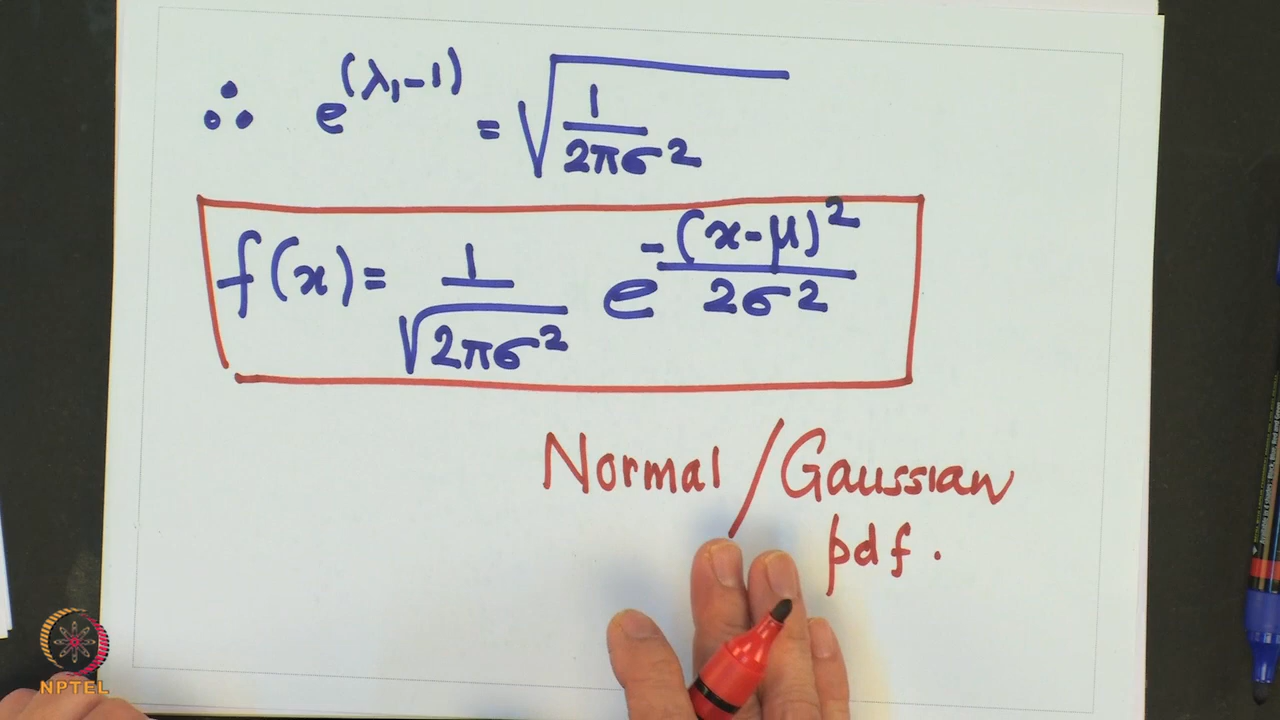 ∴ e^(λ₁-1) = √(1/2πσ²)
f(x) = 1/√(2πσ²) e^(-(x-μ)²/2σ²)
Normal / Gaussian
pdf.
NPTEL